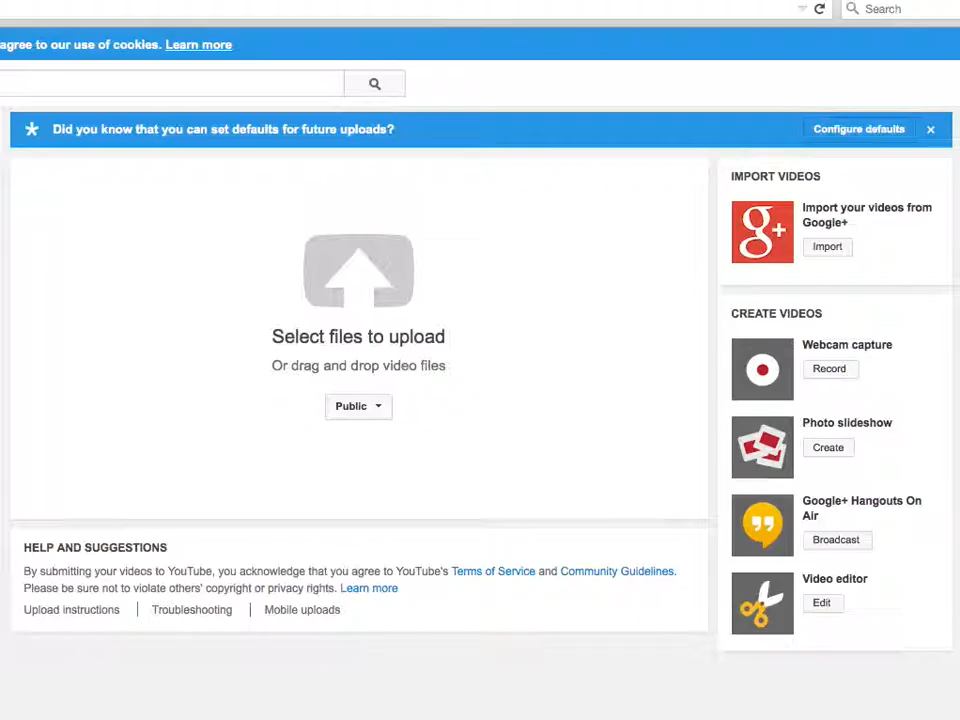 Search
agree to our use of cookies. Learn more
Did you know that you can set defaults for future uploads?
Configure defaults
Select files to upload
Or drag and drop video files
Public
IMPORT VIDEOS
Import your videos from
Google+
Import
CREATE VIDEOS
Webcam capture
Record
Photo slideshow
Create
Google+ Hangouts On
Air
Broadcast
Video editor
Edit
HELP AND SUGGESTIONS
By submitting your videos to YouTube, you acknowledge that you agree to YouTube's Terms of Service and Community Guidelines.
Please be sure not to violate others' copyright or privacy rights. Learn more
Upload instructions | Troubleshooting | Mobile uploads